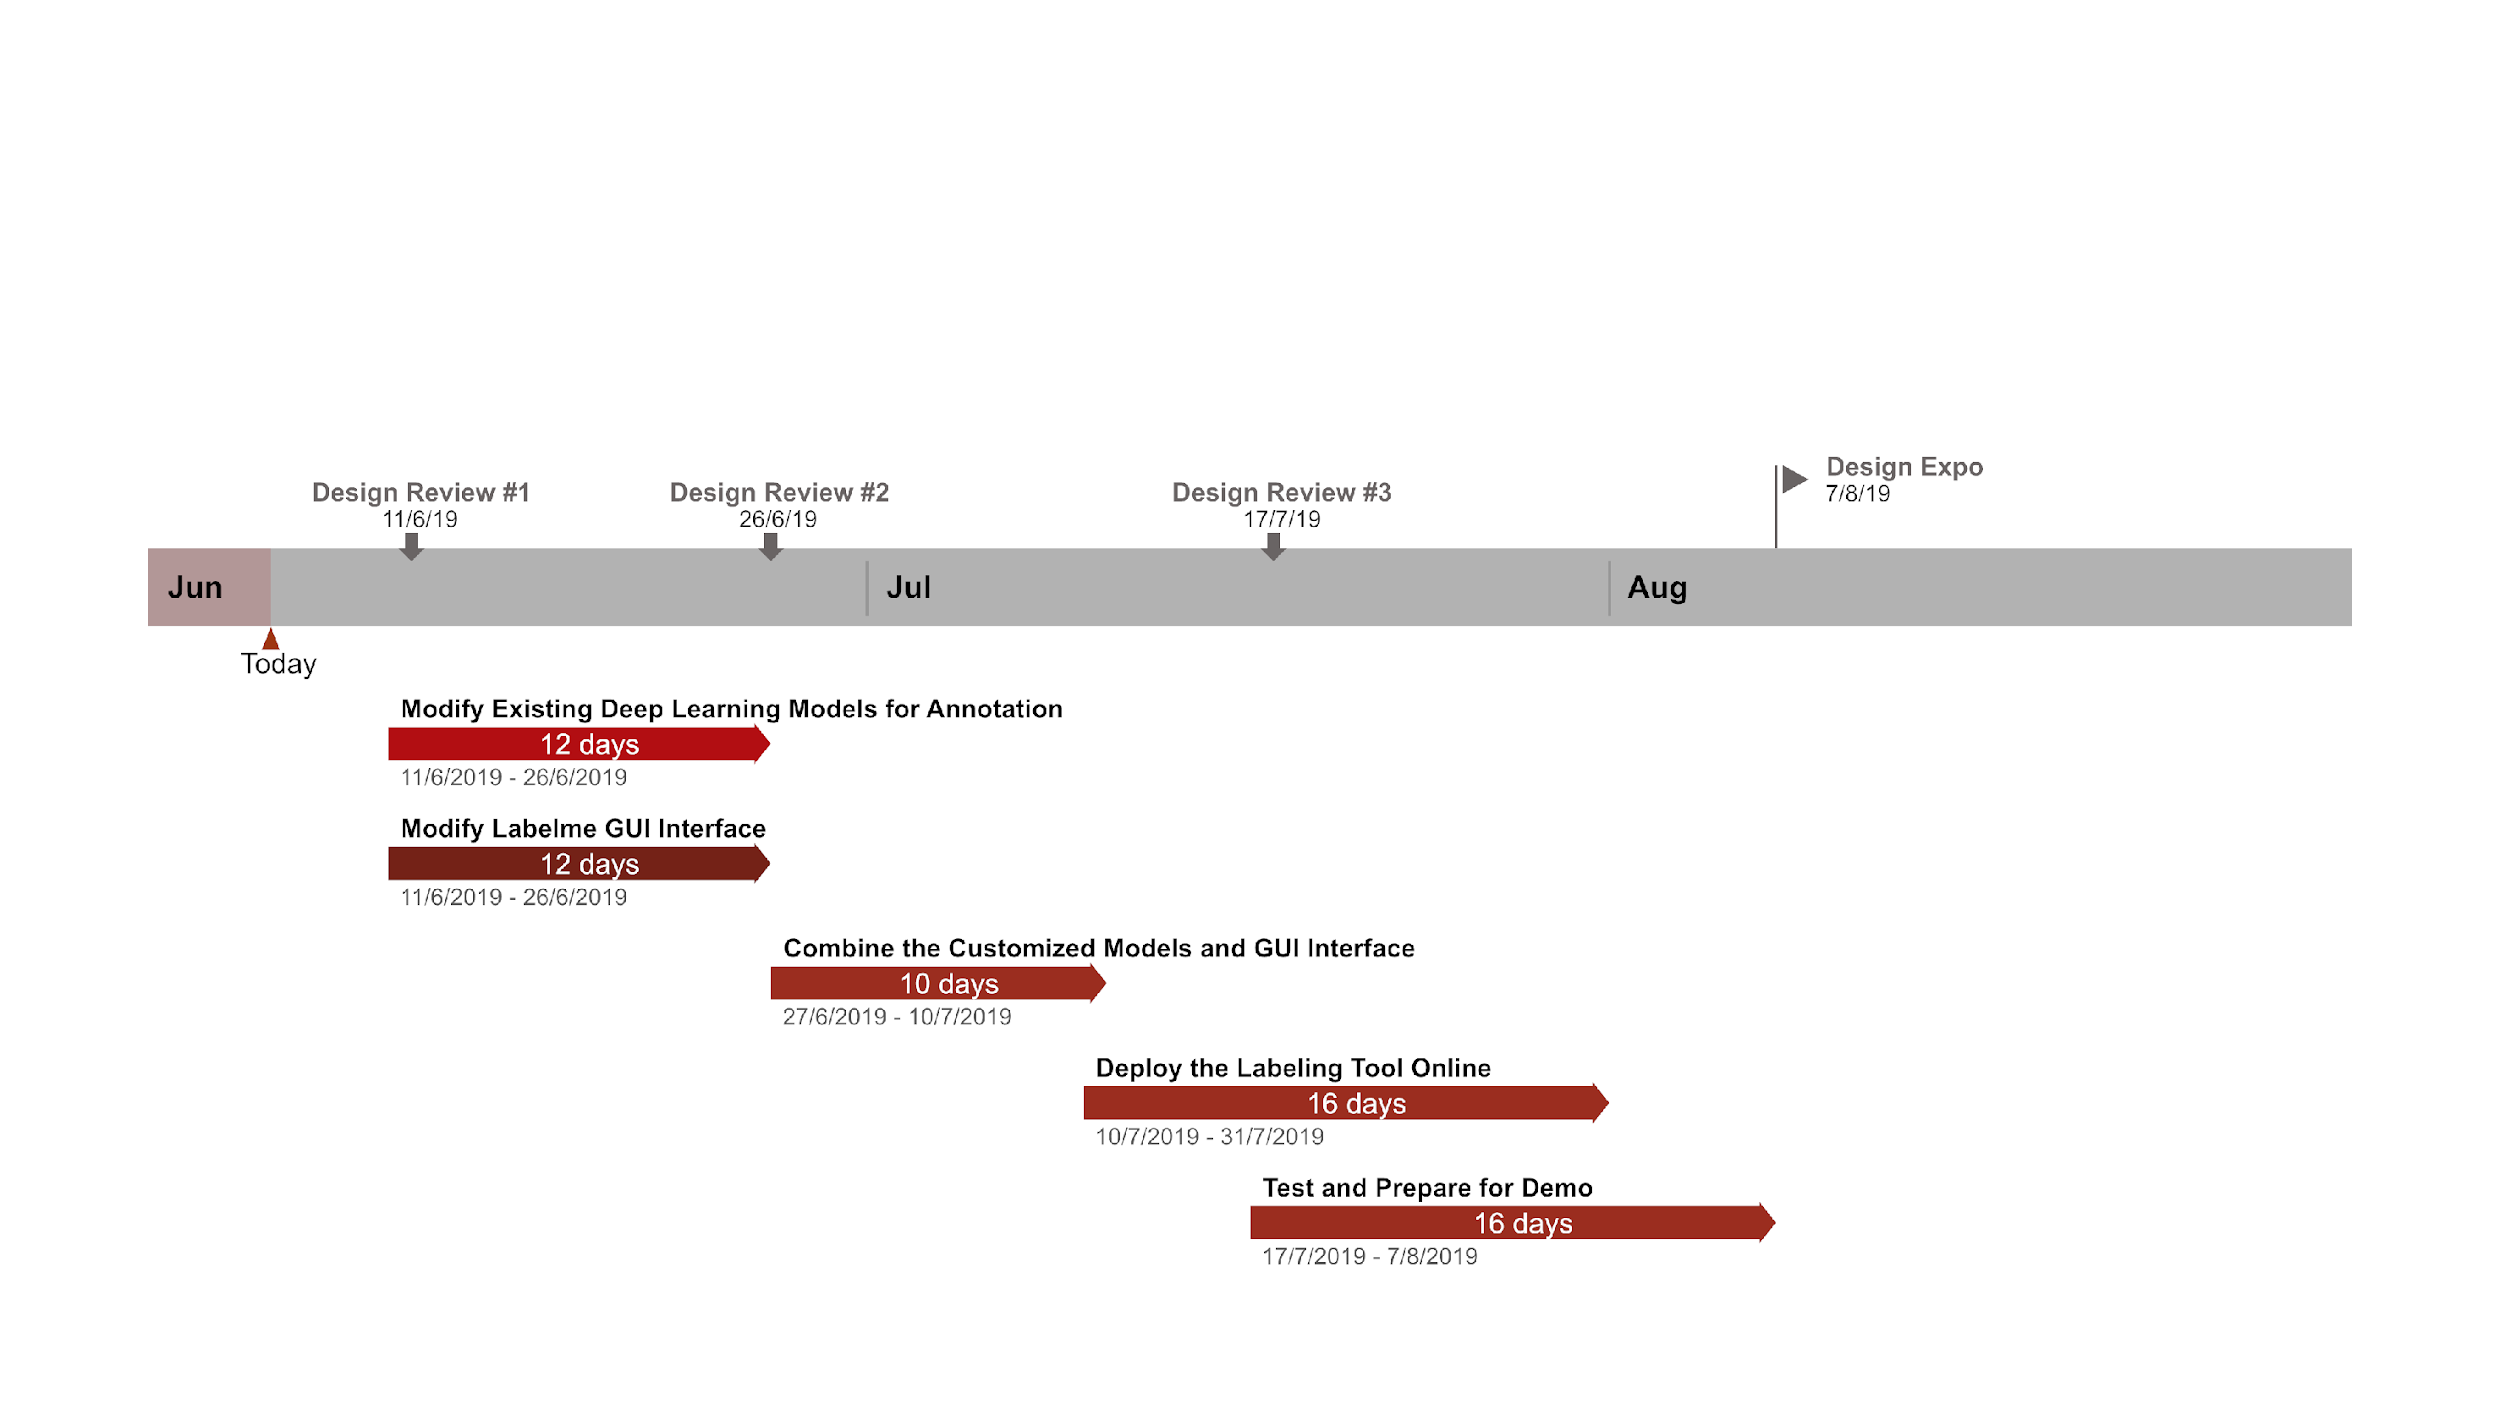 Design Expo
7/8/19
Design Review #1
11/6/19
Design Review #2
26/6/19
Design Review #3
17/7/19
Jun
Jul
Aug
Today
Modify Existing Deep Learning Models for Annotation
12 days
11/6/2019 - 26/6/2019
Modify Labelme GUI Interface
12 days
11/6/2019 - 26/6/2019
Combine the Customized Models and GUI Interface
10 days
27/6/2019 - 10/7/2019
Deploy the Labeling Tool Online
16 days
10/7/2019 - 31/7/2019
Test and Prepare for Demo
16 days
17/7/2019 - 7/8/2019